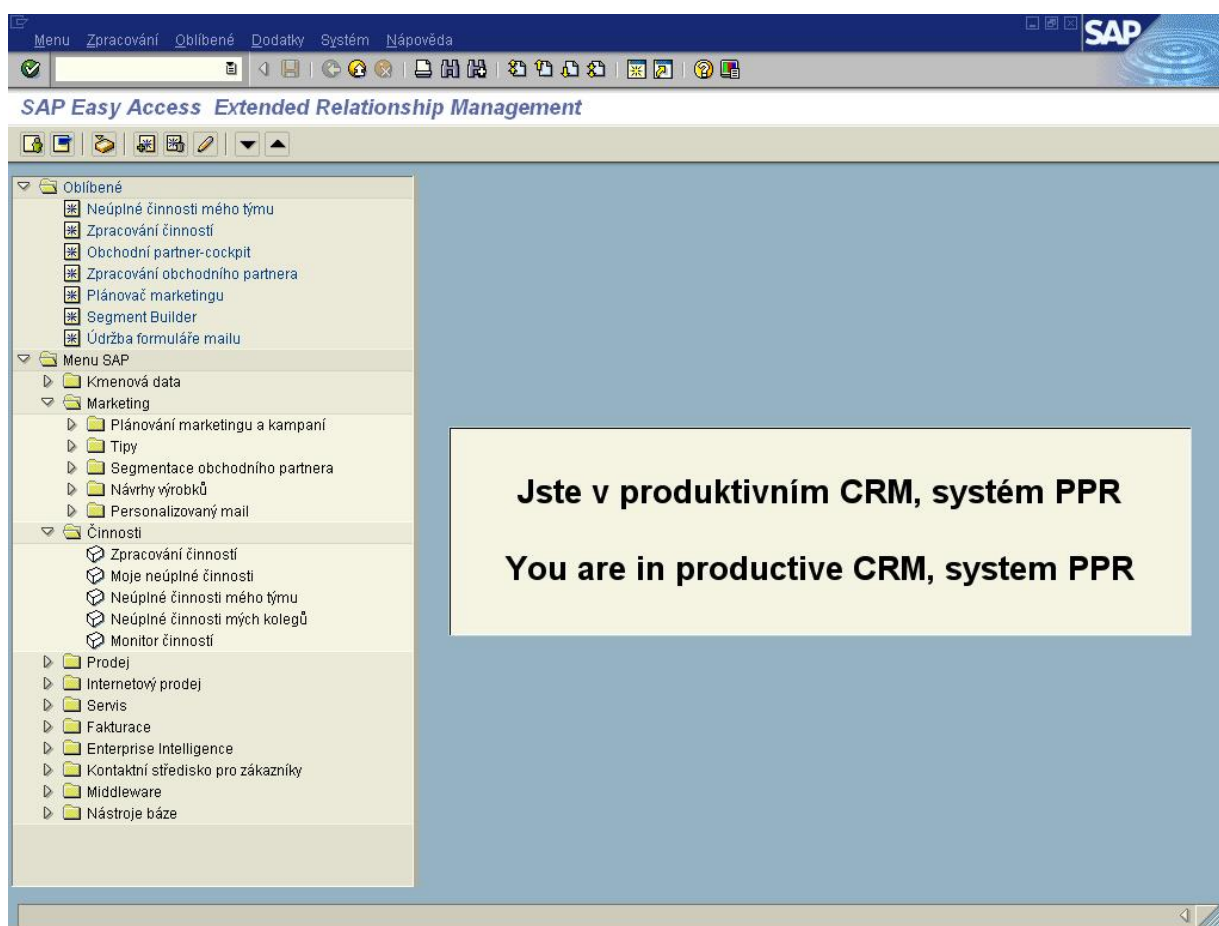 Menu Zpracování Oblíbené Dodatky Systém Nápověda
SAP
SAP Easy Access Extended Relationship Management
Oblíbené
Neúplné činnosti mého týmu
Zpracování činností
Obchodní partner-cockpit
Zpracování obchodního partnera
Plánovač marketingu
Segment Builder
Údržba formuláře mailu
Menu SAP
Kmenová data
Marketing
Plánování marketingu a kampaní
Tipy
Segmentace obchodního partnera
Návrhy výrobků
Personalizovaný mail
Činnosti
Zpracování činností
Moje neúplné činnosti
Neúplné činnosti mého týmu
Neúplné činnosti mých kolegů
Monitor činností
Prodej
Internetový prodej
Servis
Fakturace
Enterprise Intelligence
Kontaktní středisko pro zákazníky
Middleware
Nástroje báze
Jste v produktivním CRM, systém PPR
You are in productive CRM, system PPR